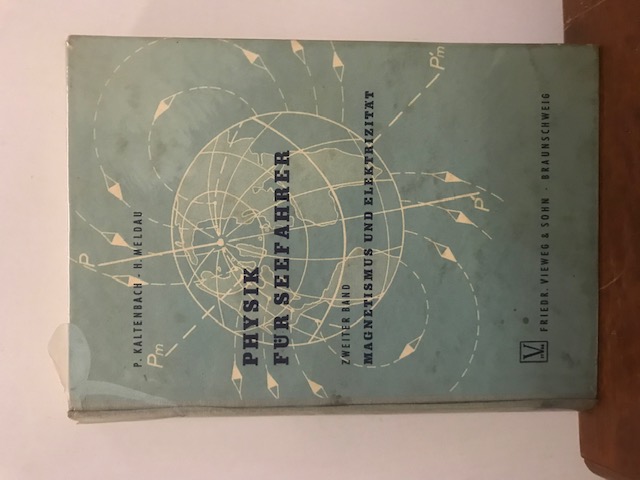 P. KALTENBACH · H. MELDAU
P
Pm
P'm
P'
PHYSIK
FÜR SEEFAHRER
ZWEITER BAND
MAGNETISMUS UND ELEKTRIZITÄT
V
FRIEDR. VIEWEG & SOHN · BRAUNSCHWEIG